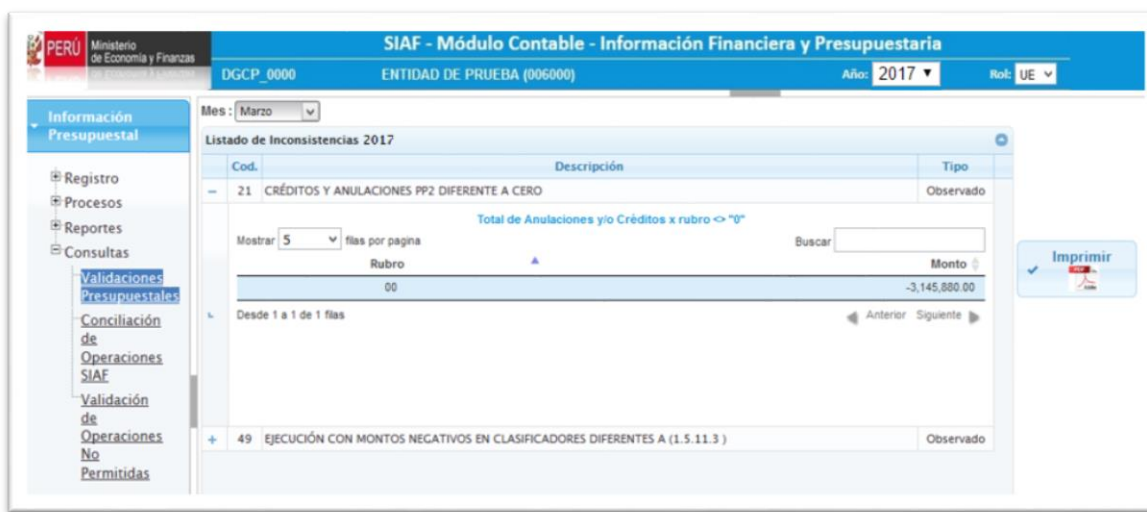 PERÚ Ministerio
de Economía y Finanzas
SIAF - Módulo Contable - Información Financiera y Presupuestaria
DGCP_0000 ENTIDAD DE PRUEBA (006000) Año: 2017 Rol: UE
Información
Presupuestal
Registro
Procesos
Reportes
Consultas
Validaciones
Presupuestales
Conciliación
de
Operaciones
SIAF
Validación
de
Operaciones
No
Permitidas
Mes : Marzo
Listado de Inconsistencias 2017
Cod. Descripción Tipo
21 CRÉDITOS Y ANULACIONES PP2 DIFERENTE A CERO Observado
Total de Anulaciones y/o Créditos x rubro <> "0"
Mostrar 5 filas por pagina Buscar
Rubro Monto
00 -3,145,880.00
Desde 1 a 1 de 1 filas Anterior Siguiente
49 EJECUCIÓN CON MONTOS NEGATIVOS EN CLASIFICADORES DIFERENTES A (1.5.11.3 ) Observado
Imprimir